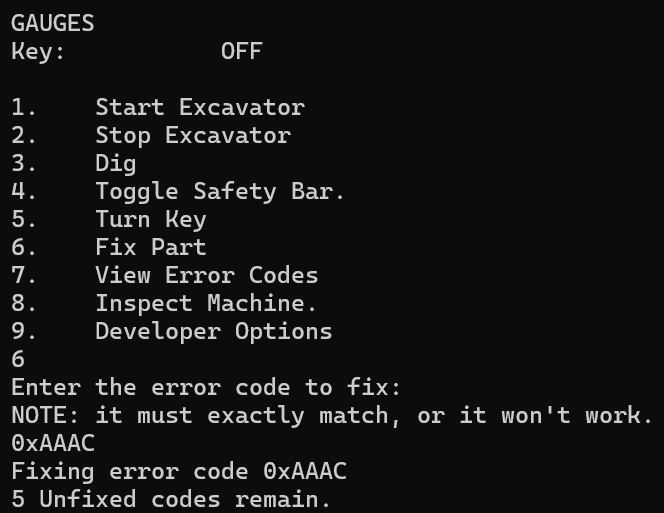 GAUGES
Key: OFF
1. Start Excavator
2. Stop Excavator
3. Dig
4. Toggle Safety Bar.
5. Turn Key
6. Fix Part
7. View Error Codes
8. Inspect Machine.
9. Developer Options
6
Enter the error code to fix:
NOTE: it must exactly match, or it won't work.
0xAAAC
Fixing error code 0xAAAC
5 Unfixed codes remain.